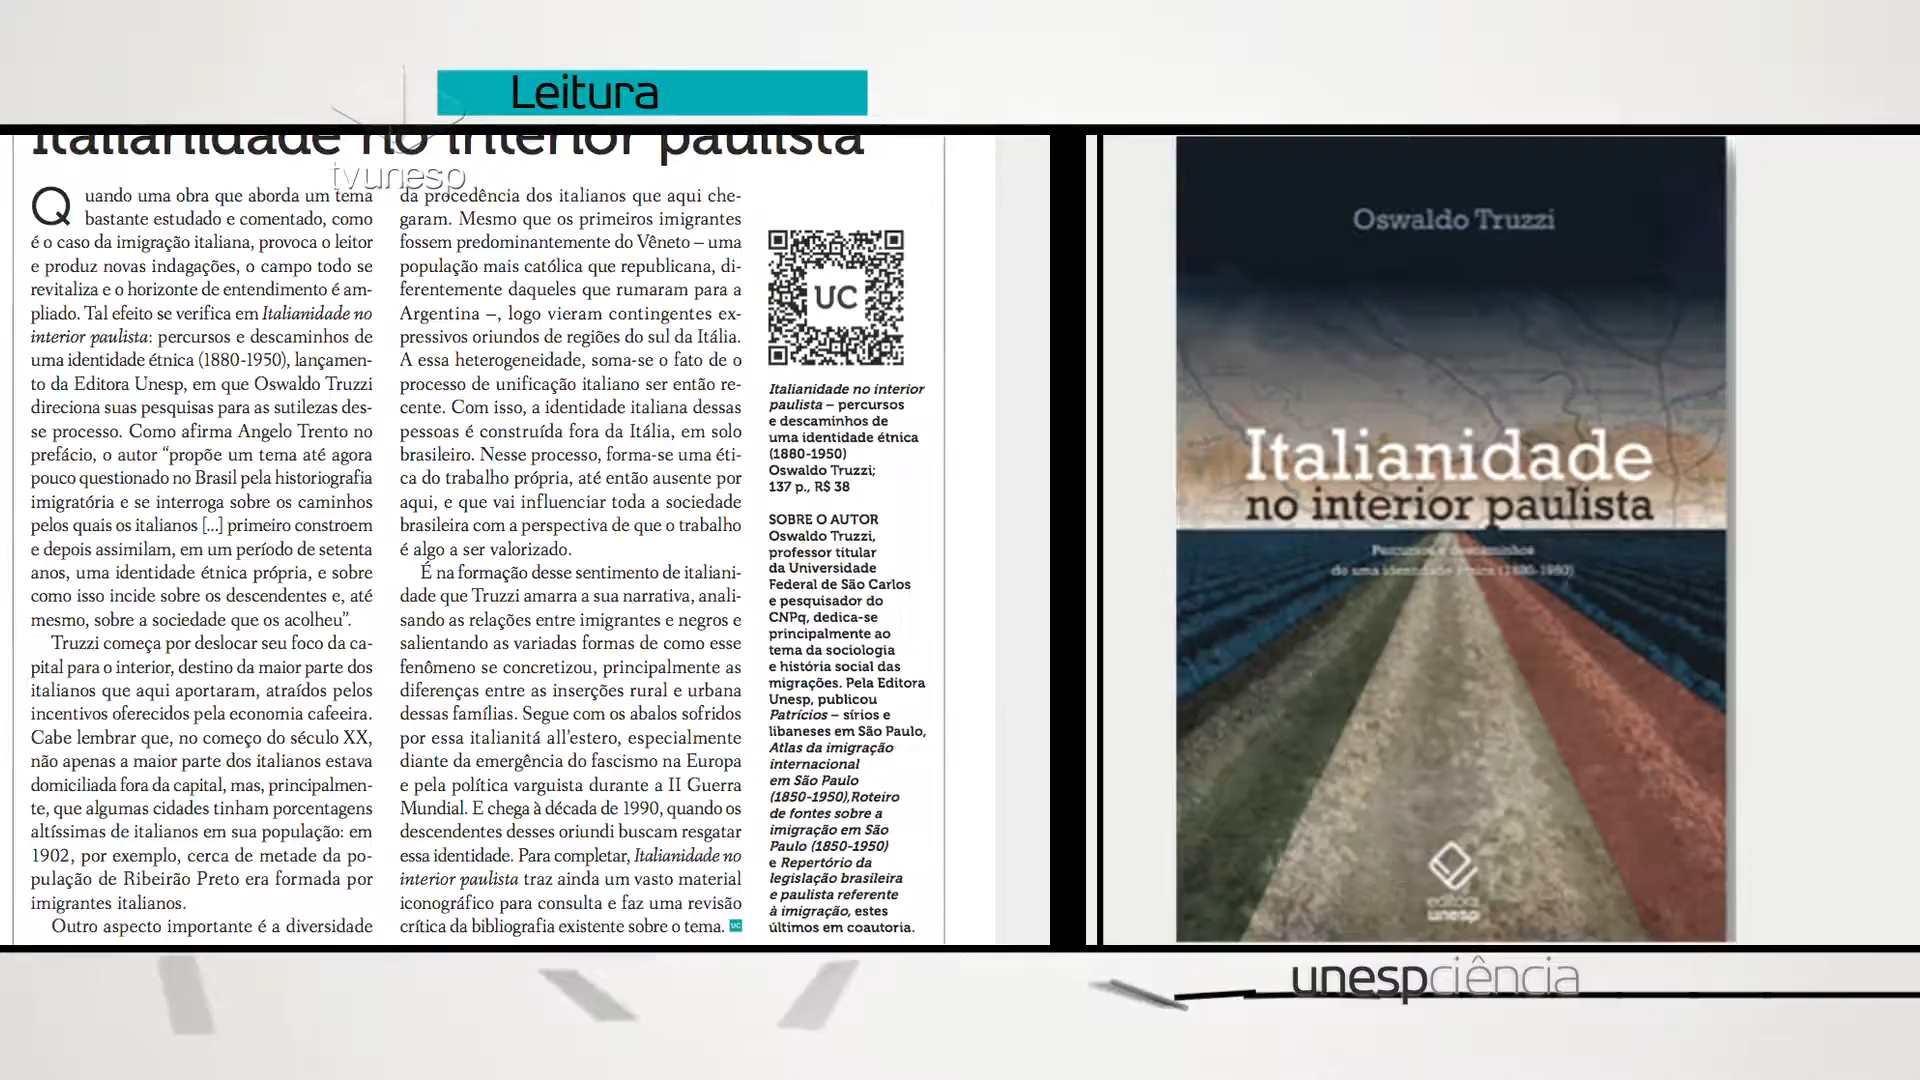 Leitura
Italianidade no interior paulista
tvunesp
Quando uma obra que aborda um tema
bastante estudado e comentado, como
é o caso da imigração italiana, provoca o leitor
e produz novas indagações, o campo todo se
revitaliza e o horizonte de entendimento é am-
pliado. Tal efeito se verifica em Italianidade no
interior paulista: percursos e descaminhos de
uma identidade étnica (1880-1950), lançamen-
to da Editora Unesp, em que Oswaldo Truzzi
direciona suas pesquisas para as sutilezas des-
se processo. Como afirma Angelo Trento no
prefácio, o autor “propõe um tema até agora
pouco questionado no Brasil pela historiografia
imigratória e se interroga sobre os caminhos
pelos quais os italianos [...] primeiro constroem
e depois assimilam, em um período de setenta
anos, uma identidade étnica própria, e sobre
como isso incide sobre os descendentes e, até
mesmo, sobre a sociedade que os acolheu”.
Truzzi começa por deslocar seu foco da ca-
pital para o interior, destino da maior parte dos
italianos que aqui aportaram, atraídos pelos
incentivos oferecidos pela economia cafeeira.
Cabe lembrar que, no começo do século XX,
não apenas a maior parte dos italianos estava
domiciliada fora da capital, mas, principalmen-
te, que algumas cidades tinham porcentagens
altíssimas de italianos em sua população: em
1902, por exemplo, cerca de metade da po-
pulação de Ribeirão Preto era formada por
imigrantes italianos.
Outro aspecto importante é a diversidade
da procedência dos italianos que aqui che-
garam. Mesmo que os primeiros imigrantes
fossem predominantemente do Vêneto – uma
população mais católica que republicana, di-
ferentemente daqueles que rumaram para a
Argentina –, logo vieram contingentes ex-
pressivos oriundos de regiões do sul da Itália.
A essa heterogeneidade, soma-se o fato de o
processo de unificação italiano ser então re-
cente. Com isso, a identidade italiana dessas
pessoas é construída fora da Itália, em solo
brasileiro. Nesse processo, forma-se uma éti-
ca do trabalho própria, até então ausente por
aqui, e que vai influenciar toda a sociedade
brasileira com a perspectiva de que o trabalho
é algo a ser valorizado.
É na formação desse sentimento de italiani-
dade que Truzzi amarra a sua narrativa, anali-
sando as relações entre imigrantes e negros e
salientando as variadas formas de como esse
fenômeno se concretizou, principalmente as
diferenças entre as inserções rural e urbana
dessas famílias. Segue com os abalos sofridos
por essa italianitá all’estero, especialmente
diante da emergência do fascismo na Europa
e pela política varguista durante a II Guerra
Mundial. E chega à década de 1990, quando os
descendentes desses oriundi buscam resgatar
essa identidade. Para completar, Italianidade no
interior paulista traz ainda um vasto material
iconográfico para consulta e faz uma revisão
crítica da bibliografia existente sobre o tema. UC
UC
Italianidade no interior
paulista – percursos
e descaminhos de
uma identidade étnica
(1880-1950)
Oswaldo Truzzi;
137 p., R$ 38
SOBRE O AUTOR
Oswaldo Truzzi,
professor titular
da Universidade
Federal de São Carlos
e pesquisador do
CNPq, dedica-se
principalmente ao
tema da sociologia
e história social das
migrações. Pela Editora
Unesp, publicou
Patrícios – sírios e
libaneses em São Paulo,
Atlas da imigração
internacional
em São Paulo
(1850-1950),Roteiro
de fontes sobre a
imigração em São
Paulo (1850-1950)
e Repertório da
legislação brasileira
e paulista referente
à imigração, estes
últimos em coautoria.
Oswaldo Truzzi
Italianidade
no interior paulista
Percursos e descaminhos
de uma identidade étnica (1880-1950)
editora
unesp
unespciência